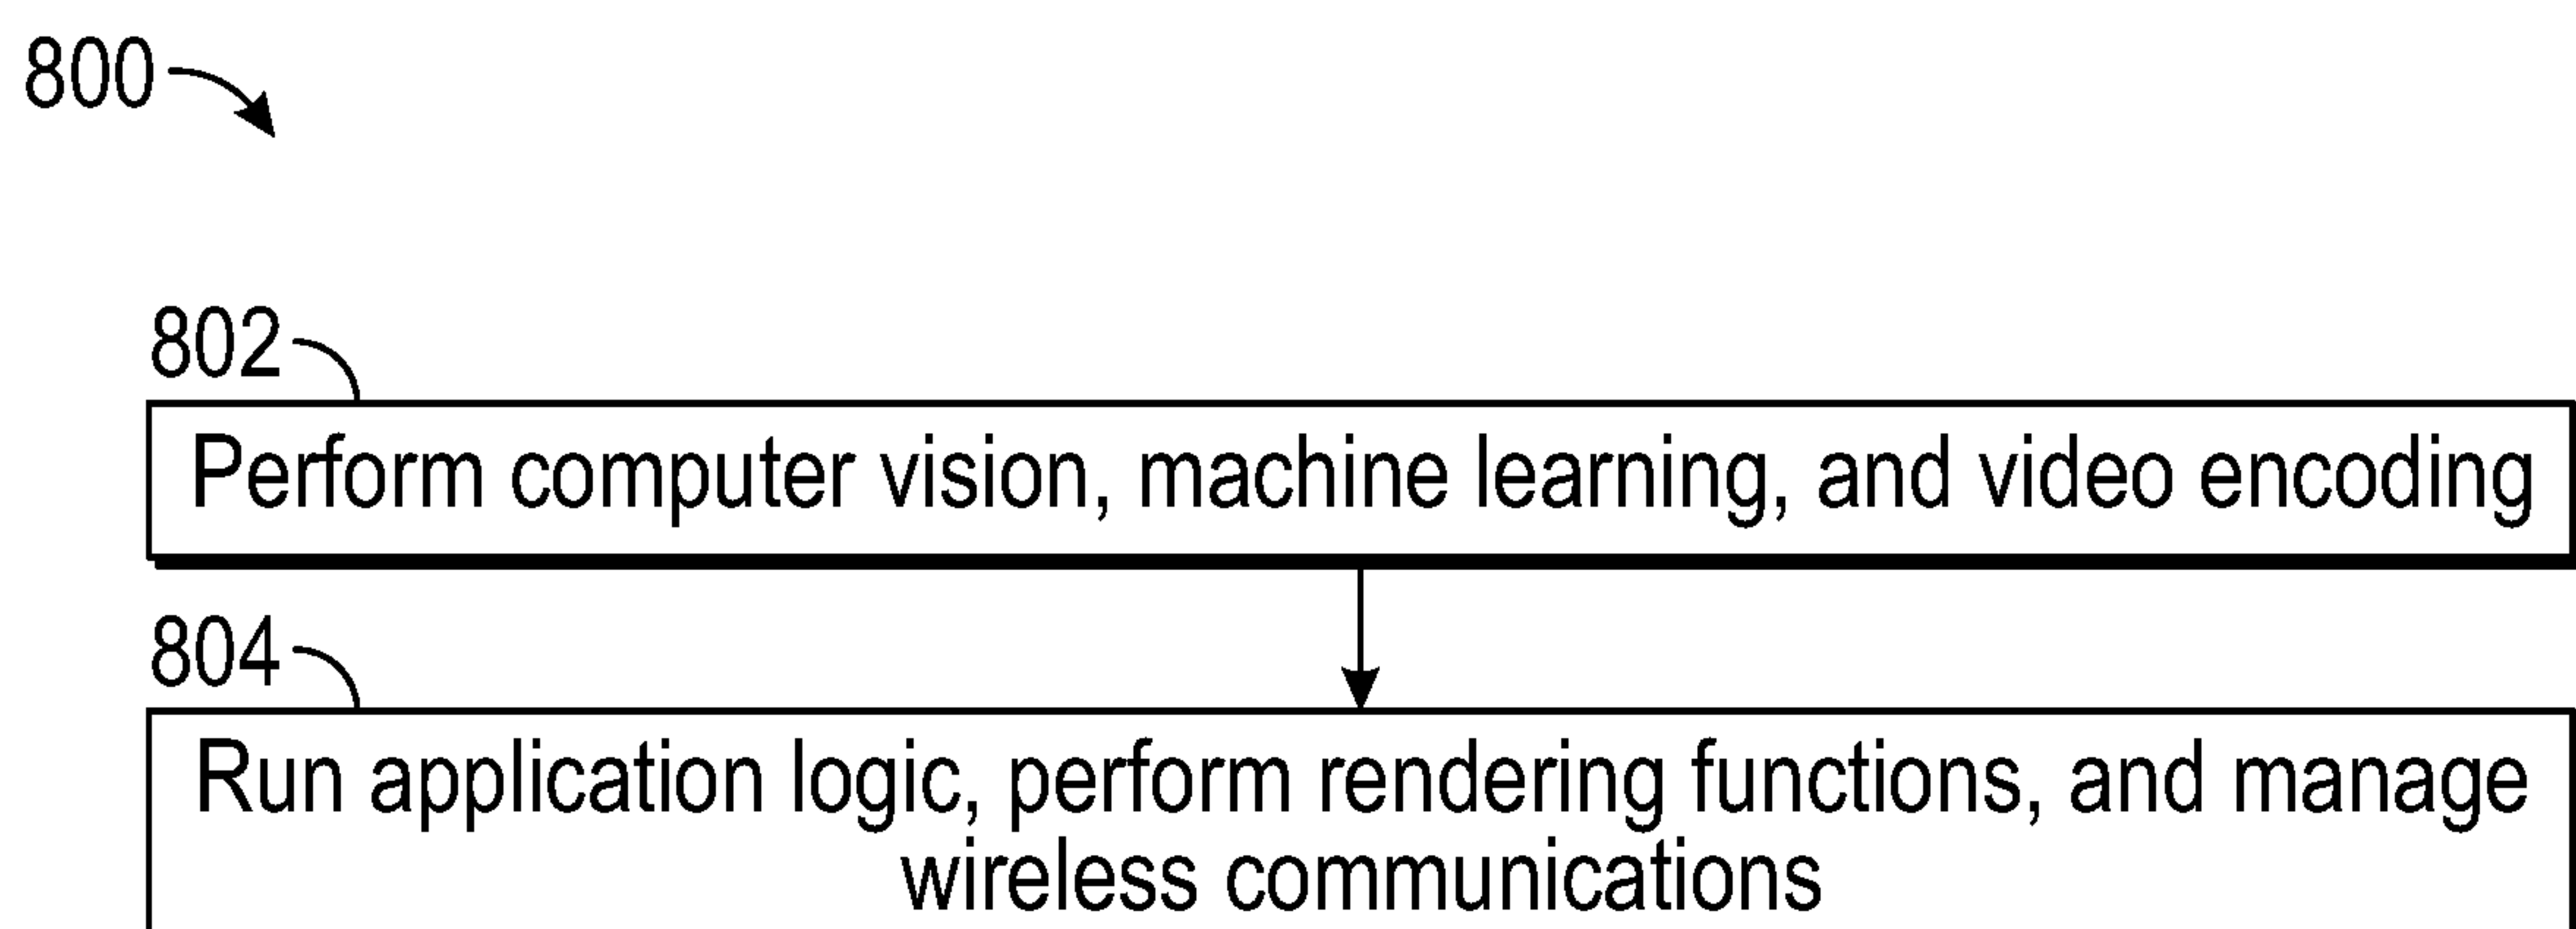 800
802
Perform computer vision, machine learning, and video encoding
804
Run application logic, perform rendering functions, and manage
wireless communications